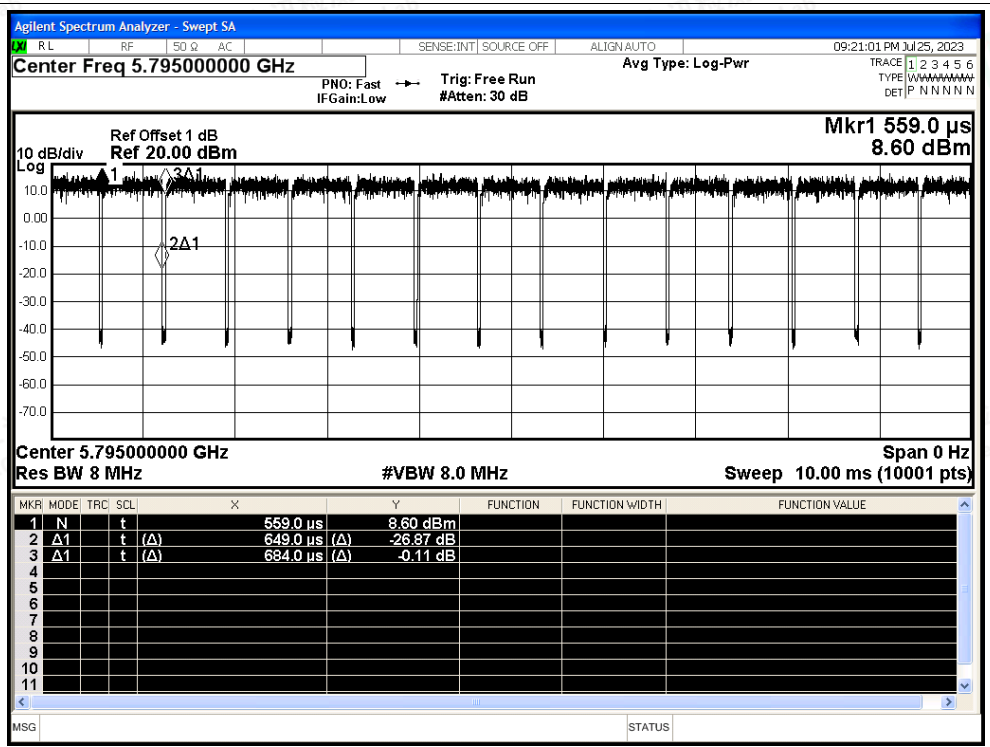 Agilent Spectrum Analyzer - Swept SA
LXI RL RF 50 Ω AC SENSE:INT SOURCE OFF ALIGN AUTO 09:21:01 PM Jul 25, 2023
Center Freq 5.795000000 GHz Avg Type: Log-Pwr TRACE 1 2 3 4 5 6
PNO: Fast Trig: Free Run TYPE WWWWWW
IFGain:Low #Atten: 30 dB DET P N N N N N
Mkr1 559.0 µs
8.60 dBm
Ref Offset 1 dB
10 dB/div Ref 20.00 dBm
Log
1 3Δ1
10.0
0.00
2Δ1
-10.0
-20.0
-30.0
-40.0
-50.0
-60.0
-70.0
Center 5.795000000 GHz Span 0 Hz
Res BW 8 MHz #VBW 8.0 MHz Sweep 10.00 ms (10001 pts)
MKR MODE TRC SCL X Y FUNCTION FUNCTION WIDTH FUNCTION VALUE
1 N t 559.0 µs 8.60 dBm
2 Δ1 t (Δ) 649.0 µs (Δ) -26.87 dB
3 Δ1 t (Δ) 684.0 µs (Δ) -0.11 dB
4
5
6
7
8
9
10
11
MSG STATUS